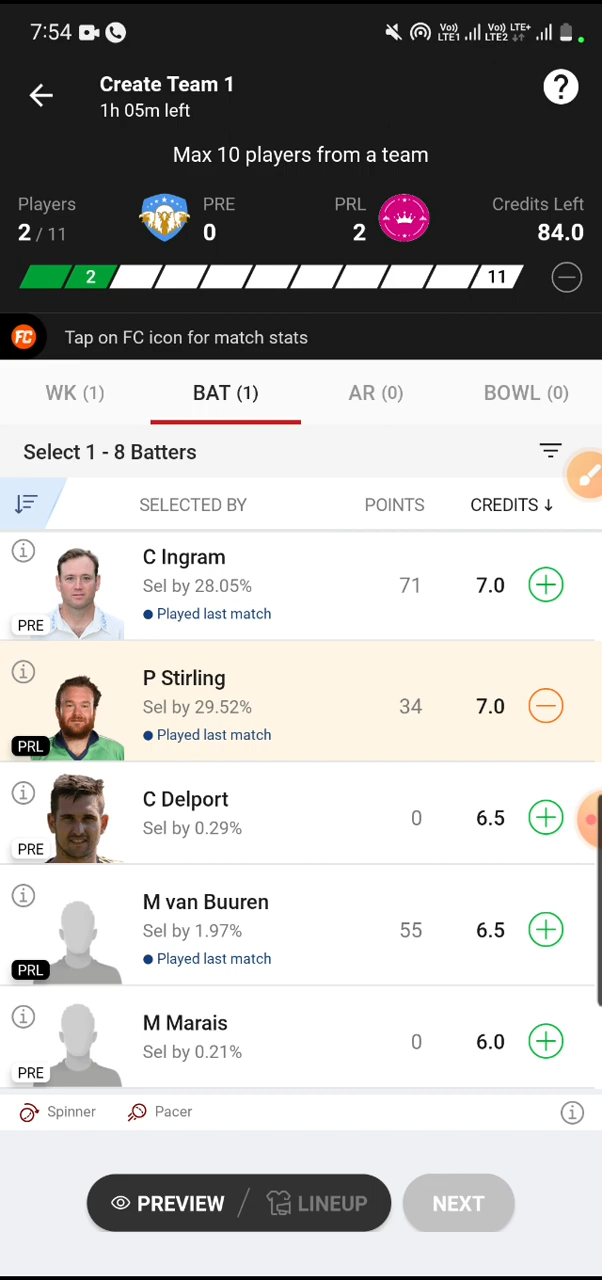 7:54 Vo) LTE1 Vo) LTE+ LTE2
Create Team 1
1h 05m left
?
Max 10 players from a team
Players PRE PRL Credits Left
2 / 11 0 2 84.0
2 11
FC Tap on FC icon for match stats
WK (1) BAT (1) AR (0) BOWL (0)
Select 1 - 8 Batters
SELECTED BY POINTS CREDITS ↓
C Ingram
Sel by 28.05% 71 7.0
Played last match
PRE
P Stirling
Sel by 29.52% 34 7.0
Played last match
PRL
C Delport
Sel by 0.29% 0 6.5
PRE
M van Buuren
Sel by 1.97% 55 6.5
Played last match
PRL
M Marais
Sel by 0.21% 0 6.0
PRE
Spinner Pacer
PREVIEW / LINEUP NEXT